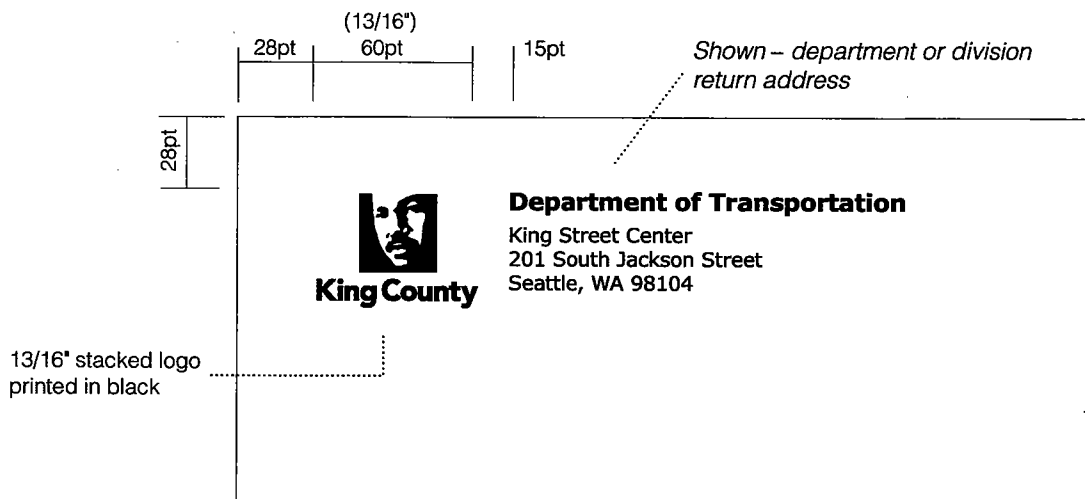 (13/16")
28pt 60pt 15pt
Shown – department or division
return address
28pt
Department of Transportation
King Street Center
201 South Jackson Street
Seattle, WA 98104
King County
13/16" stacked logo
printed in black